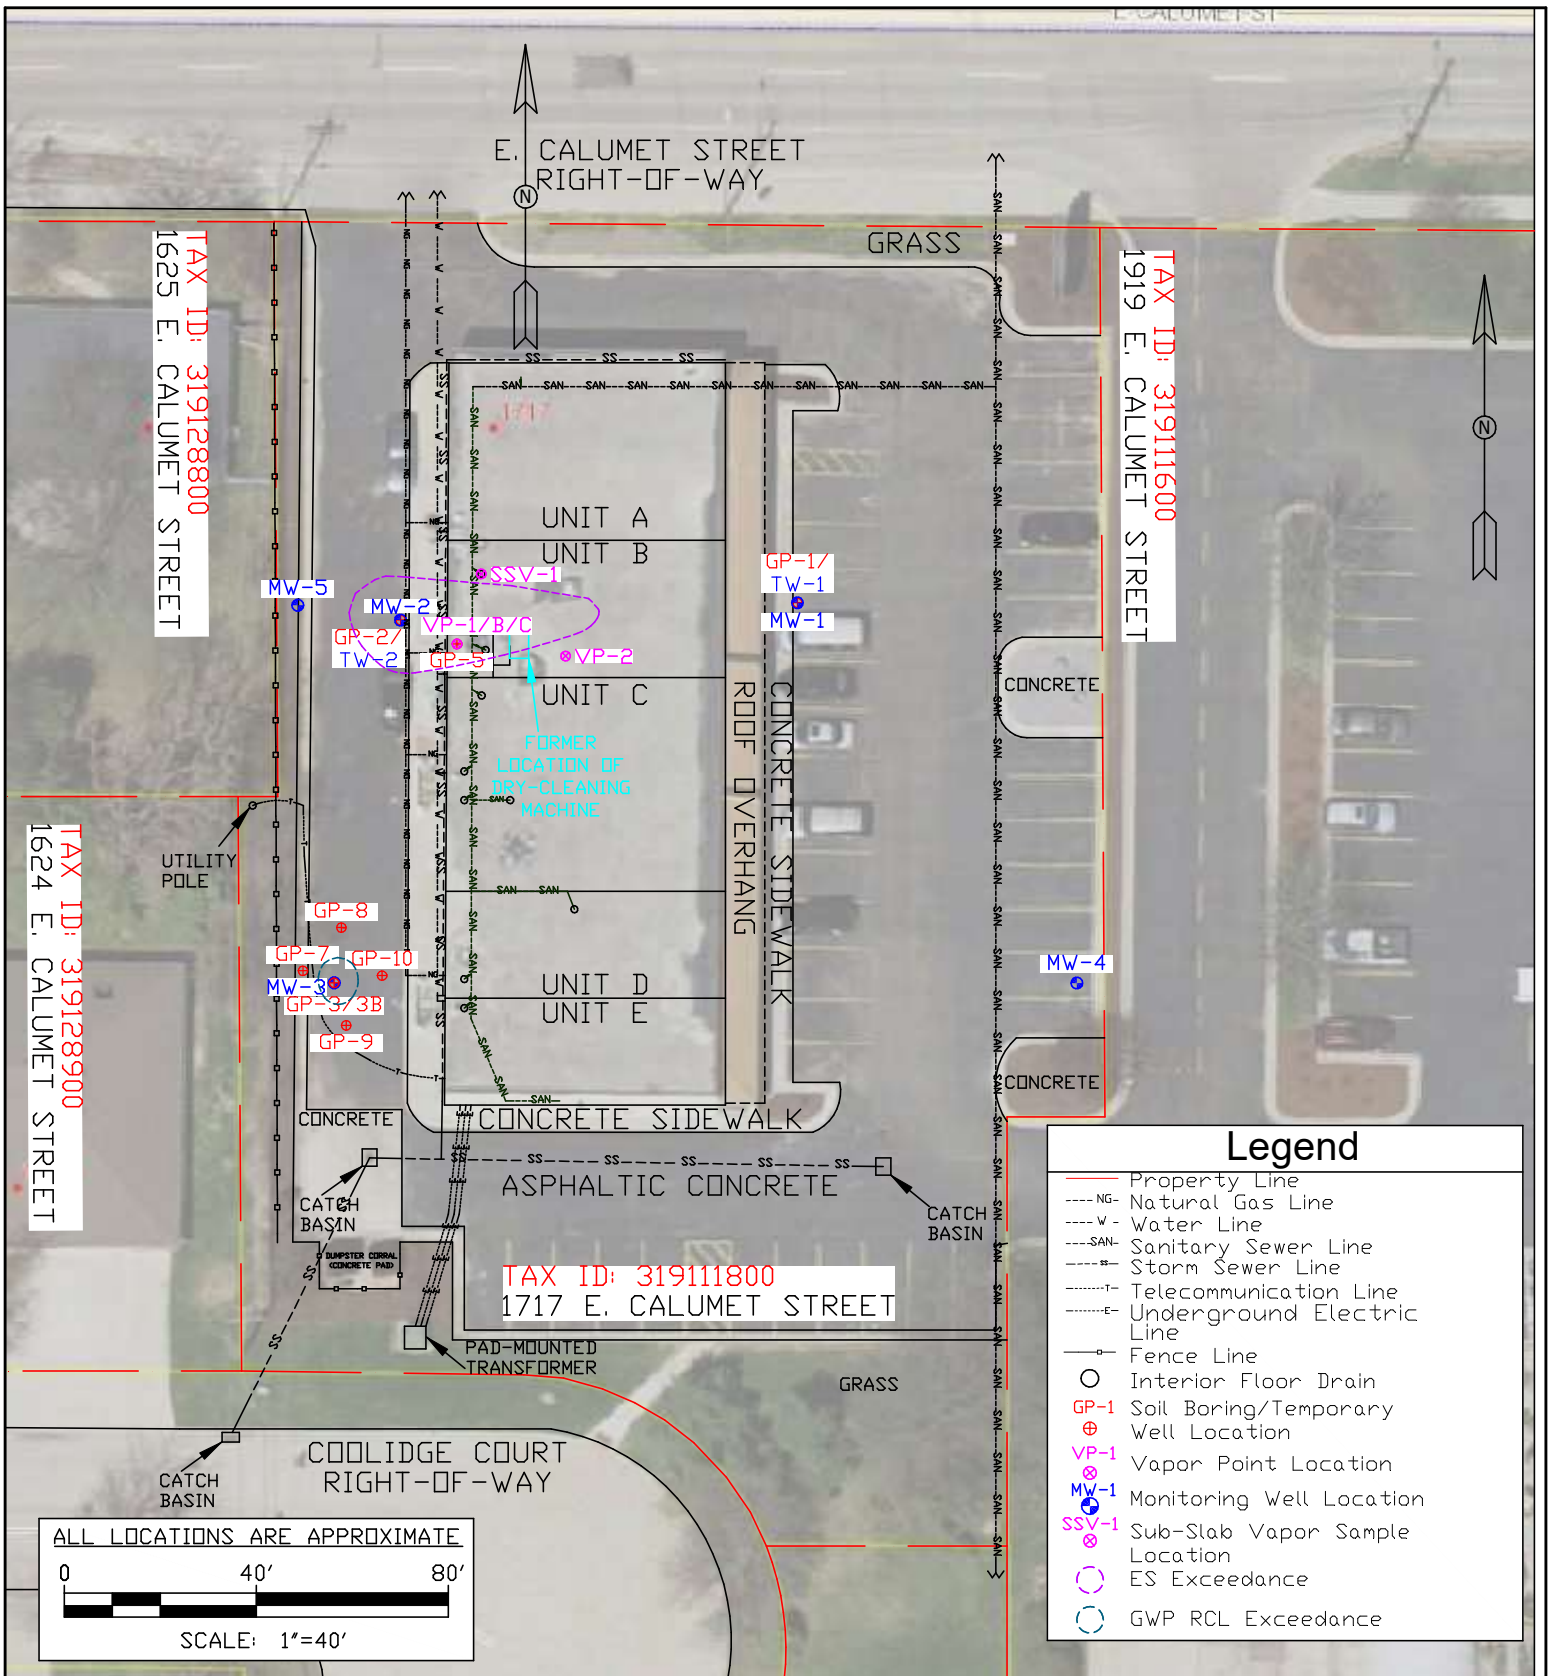 E. CALUMET ST
E. CALUMET STREET
RIGHT-OF-WAY
N
GRASS
TAX ID: 319128800
1625 E. CALUMET STREET
TAX ID: 319111600
1919 E. CALUMET STREET
N
1717
UNIT A
UNIT B
SSV-1
MW-5
MW-2
VP-1/B/C
GP-2/
TW-2
GP-5
VP-2
GP-1/
TW-1
MW-1
UNIT C
CONCRETE
FORMER
LOCATION OF
DRY-CLEANING
MACHINE
ROOF OVERHANG
CONCRETE SIDEWALK
UTILITY
POLE
TAX ID: 319128900
1624 E. CALUMET STREET
GP-8
GP-7
GP-10
MW-3
GP-3/3B
GP-9
MW-4
UNIT D
UNIT E
CONCRETE
CONCRETE
CONCRETE SIDEWALK
ASPHALTIC CONCRETE
CATCH
BASIN
CATCH
BASIN
DUMPSTER CORRAL
(CONCRETE PAD)
TAX ID: 319111800
1717 E. CALUMET STREET
PAD-MOUNTED
TRANSFORMER
GRASS
COOLIDGE COURT
RIGHT-OF-WAY
CATCH
BASIN
ALL LOCATIONS ARE APPROXIMATE
0 40' 80'
SCALE: 1"=40'
Legend
Property Line
NG Natural Gas Line
W Water Line
SAN Sanitary Sewer Line
SS Storm Sewer Line
T Telecommunication Line
E Underground Electric
Line
Fence Line
Interior Floor Drain
GP-1 Soil Boring/Temporary
Well Location
VP-1 Vapor Point Location
MW-1 Monitoring Well Location
SSV-1 Sub-Slab Vapor Sample
Location
ES Exceedance
GWP RCL Exceedance